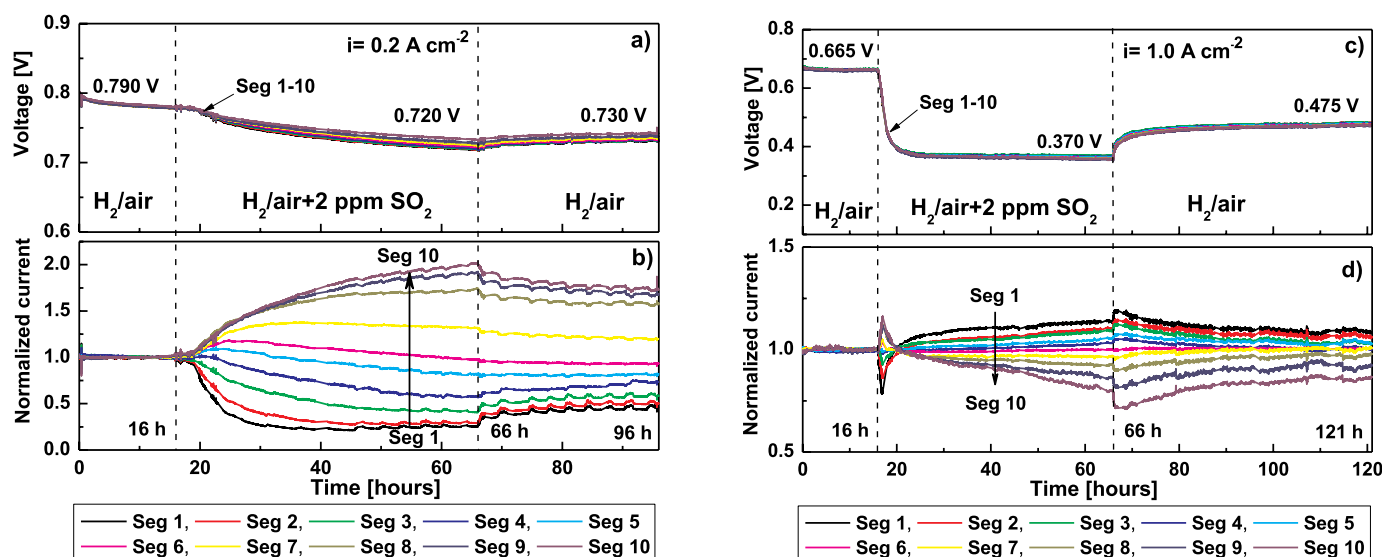 0.9
0.8
0.7
0.6
Voltage [V]
a)
i= 0.2 A cm-2
0.790 V
Seg 1-10
0.720 V
0.730 V
H2/air
H2/air+2 ppm SO2
H2/air
2.0
1.5
1.0
0.5
0.0
Normalized current
b)
Seg 10
Seg 1
16 h
66 h
96 h
0
20
40
60
80
Time [hours]
Seg 1, Seg 2, Seg 3, Seg 4, Seg 5
Seg 6, Seg 7, Seg 8, Seg 9, Seg 10
0.8
0.6
0.4
0.2
0.0
Voltage [V]
c)
i= 1.0 A cm-2
0.665 V
Seg 1-10
0.370 V
0.475 V
H2/air
H2/air+2 ppm SO2
H2/air
1.5
1.0
0.5
Normalized current
d)
Seg 1
Seg 10
16 h
66 h
121 h
0
20
40
60
80
100
120
Time [hours]
Seg 1, Seg 2, Seg 3, Seg 4, Seg 5
Seg 6, Seg 7, Seg 8, Seg 9, Seg 10